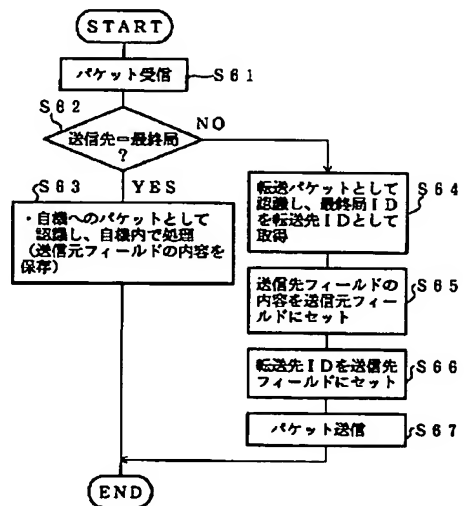 START
パケット受信
S61
S62
送信先=最終局
?
NO
YES
S63
・自機へのパケットとして
認識し、自機内で処理
(送信元フィールドの内容を
保存)
転送パケットとして
認識し、最終局ID
を転送先IDとして
取得
S64
送信先フィールドの
内容を送信元フィー
ルドにセット
S65
転送先IDを送信先
フィールドにセット
S66
パケット送信
S67
END